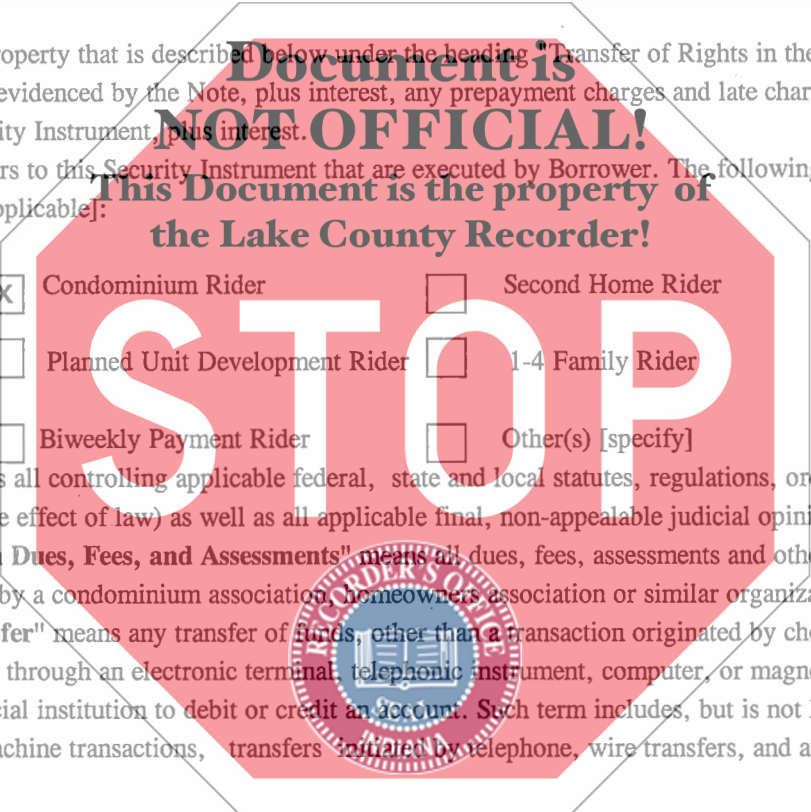 Document is
NOT OFFICIAL!
This Document is the property of
the Lake County Recorder!
STOP
RECORDER'S OFFICE
INDIANA
roperty that is described below under the heading "Transfer of Rights in the
evidenced by the Note, plus interest, any prepayment charges and late char
ity Instrument, plus interest.
rs to this Security Instrument that are executed by Borrower. The following
pplicable]:
X Condominium Rider Second Home Rider
Planned Unit Development Rider 1-4 Family Rider
Biweekly Payment Rider Other(s) [specify]
s all controlling applicable federal, state and local statutes, regulations, or
e effect of law) as well as all applicable final, non-appealable judicial opini
Dues, Fees, and Assessments" means all dues, fees, assessments and oth
by a condominium association, homeowners association or similar organiza
fer" means any transfer of funds, other than a transaction originated by che
through an electronic terminal, telephonic instrument, computer, or magn
ial institution to debit or credit an account. Such term includes, but is not
achine transactions, transfers initiated by telephone, wire transfers, and a